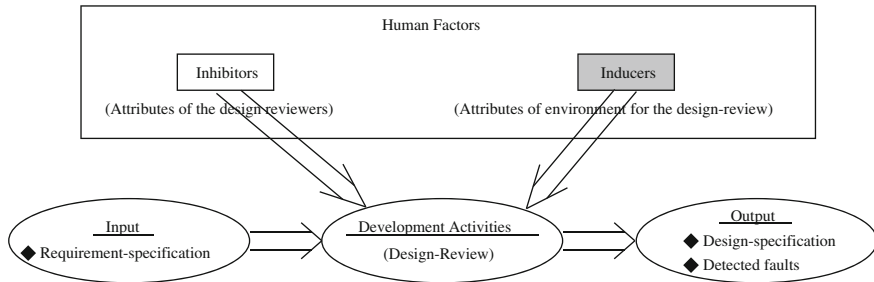 Human Factors
Inhibitors
Inducers
(Attributes of the design reviewers)
(Attributes of environment for the design-review)
Input
◆ Requirement-specification
Development Activities
(Design-Review)
Output
◆ Design-specification
◆ Detected faults